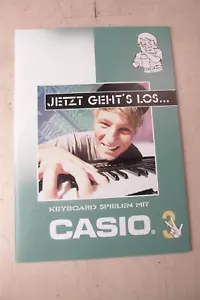 JETZT GEHT'S LOS...
KEYBOARD SPIELEN MIT
CASIO® 3